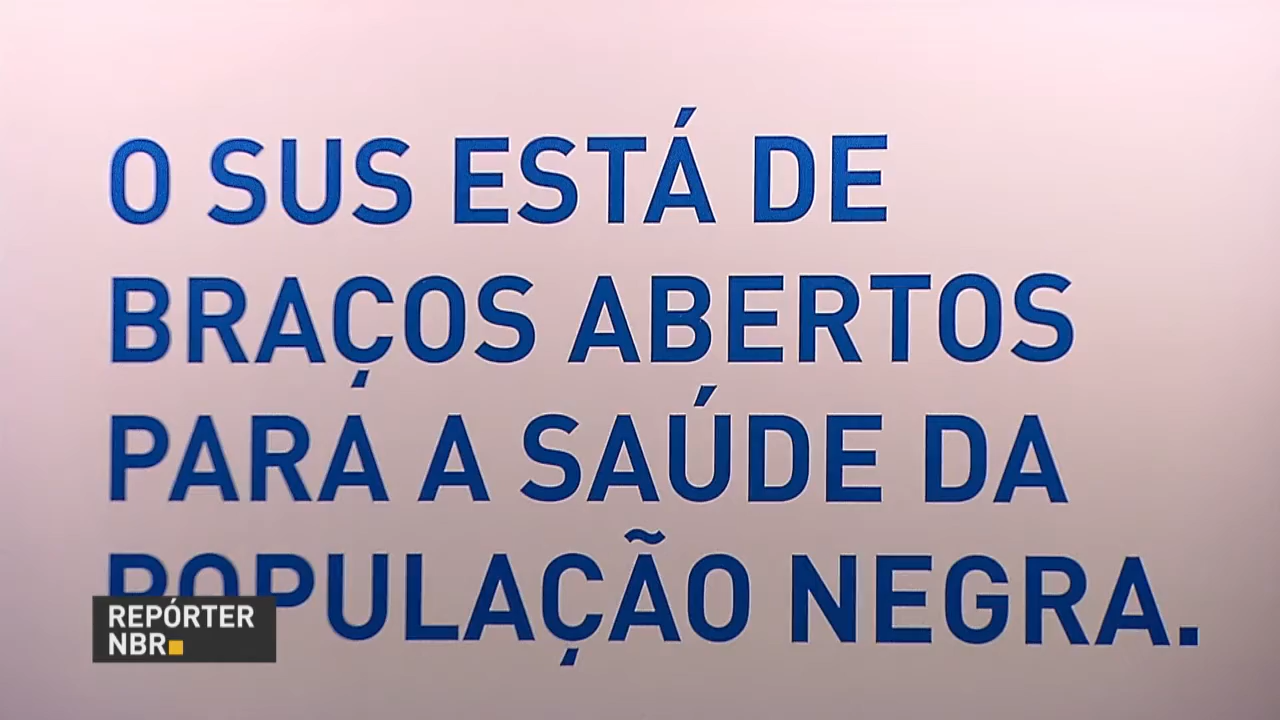 O SUS ESTÁ DE
BRAÇOS ABERTOS
PARA A SAÚDE DA
POPULAÇÃO NEGRA.
REPÓRTER
NBR